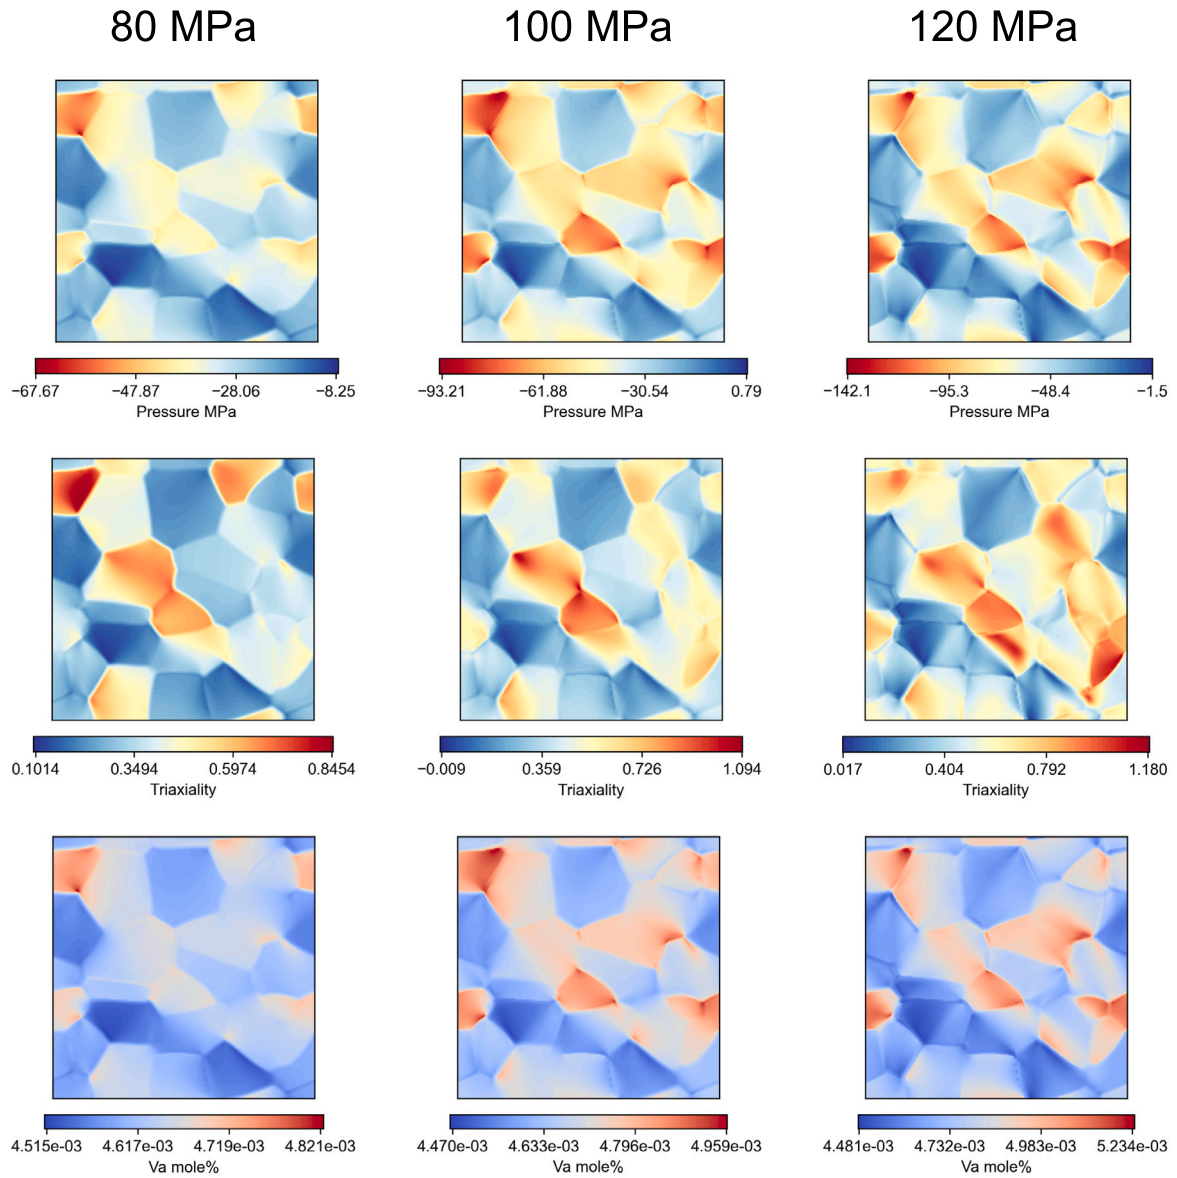 80 MPa 100 MPa 120 MPa
−67.67 −47.87 −28.06 −8.25 −93.21 −61.88 −30.54 0.79 −142.1 −95.3 −48.4 −1.5
Pressure MPa Pressure MPa Pressure MPa
0.1014 0.3494 0.5974 0.8454 −0.009 0.359 0.726 1.094 0.017 0.404 0.792 1.180
Triaxiality Triaxiality Triaxiality
4.515e-03 4.617e-03 4.719e-03 4.821e-03 4.470e-03 4.633e-03 4.796e-03 4.959e-03 4.481e-03 4.732e-03 4.983e-03 5.234e-03
Va mole% Va mole% Va mole%